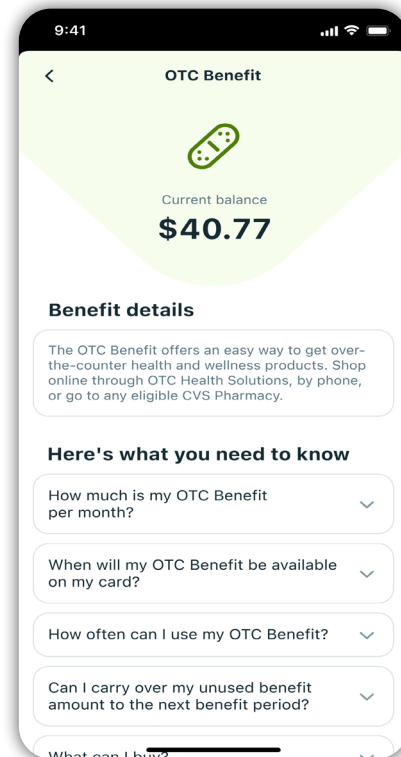 9:41
OTC Benefit
Current balance
$40.77
Benefit details
The OTC Benefit offers an easy way to get over-
the-counter health and wellness products. Shop
online through OTC Health Solutions, by phone,
or go to any eligible CVS Pharmacy.
Here's what you need to know
How much is my OTC Benefit
per month?
When will my OTC Benefit be available
on my card?
How often can I use my OTC Benefit?
Can I carry over my unused benefit
amount to the next benefit period?
What can I buy?